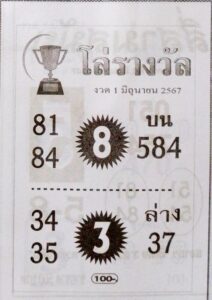 โล่รางวัล
งวด 1 มิถุนายน 2567
81 8 บน
84 584
34 3 ล่าง
35 37
100.-